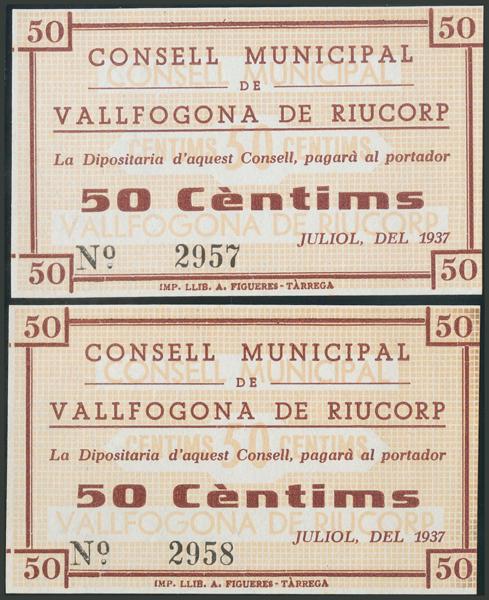 50 50
CONSELL MUNICIPAL
CONSELL MUNICIPAL
DE
VALLFOGONA DE RIUCORP
CENTIMS 50 CENTIMS
La Dipositaria d'aquest Consell, pagarà al portador
50 Cèntims
VALLFOGONA DE RIUCORP
JULIOL, DEL 1937
50 Nº 2957 50
IMP. LLIB. A. FIGUERES - TÀRREGA
50 50
CONSELL MUNICIPAL
CONSELL MUNICIPAL
DE
VALLFOGONA DE RIUCORP
CENTIMS 50 CENTIMS
La Dipositaria d'aquest Consell, pagarà al portador
50 Cèntims
VALLFOGONA DE RIUCORP
JULIOL, DEL 1937
50 Nº 2958 50
IMP. LLIB. A. FIGUERES - TÀRREGA